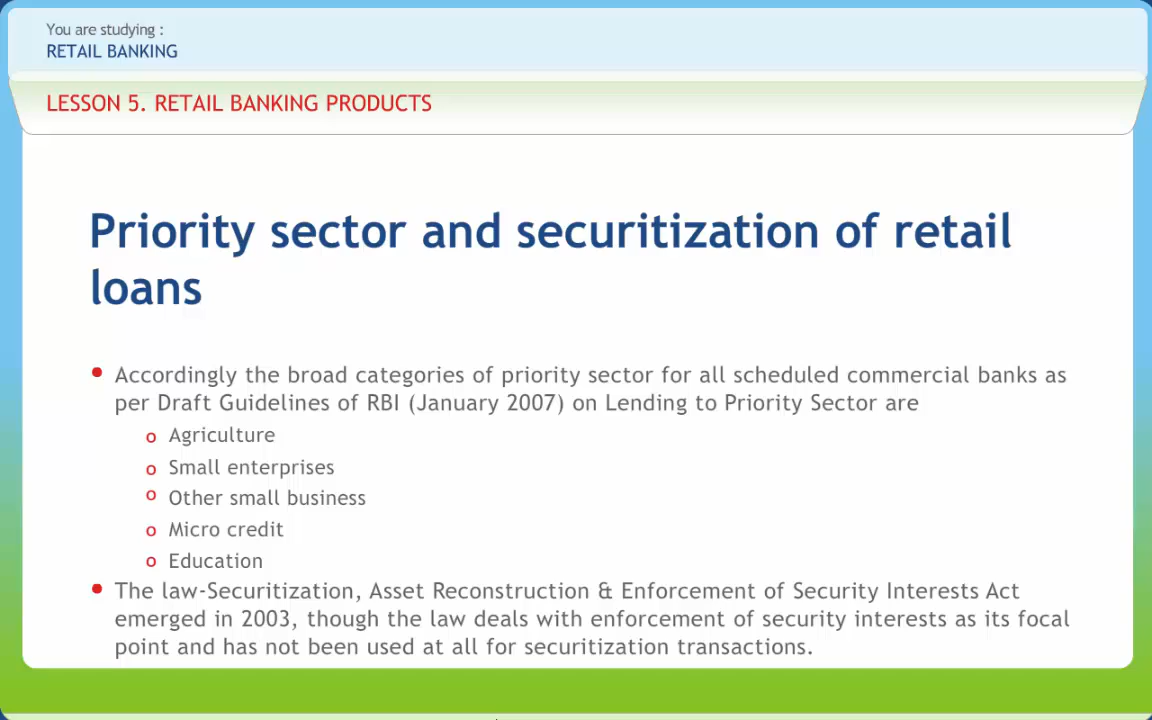 You are studying :
RETAIL BANKING
LESSON 5. RETAIL BANKING PRODUCTS
Priority sector and securitization of retail
loans
• Accordingly the broad categories of priority sector for all scheduled commercial banks as
per Draft Guidelines of RBI (January 2007) on Lending to Priority Sector are
o Agriculture
o Small enterprises
o Other small business
o Micro credit
o Education
• The law-Securitization, Asset Reconstruction & Enforcement of Security Interests Act
emerged in 2003, though the law deals with enforcement of security interests as its focal
point and has not been used at all for securitization transactions.